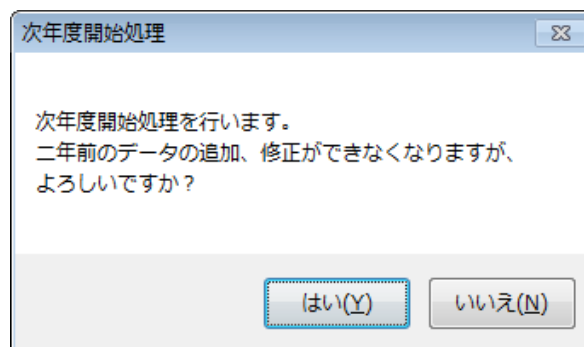 次年度開始処理
次年度開始処理を行います。
二年前のデータの追加、修正ができなくなりますが、
よろしいですか？
はい(Y) いいえ(N)